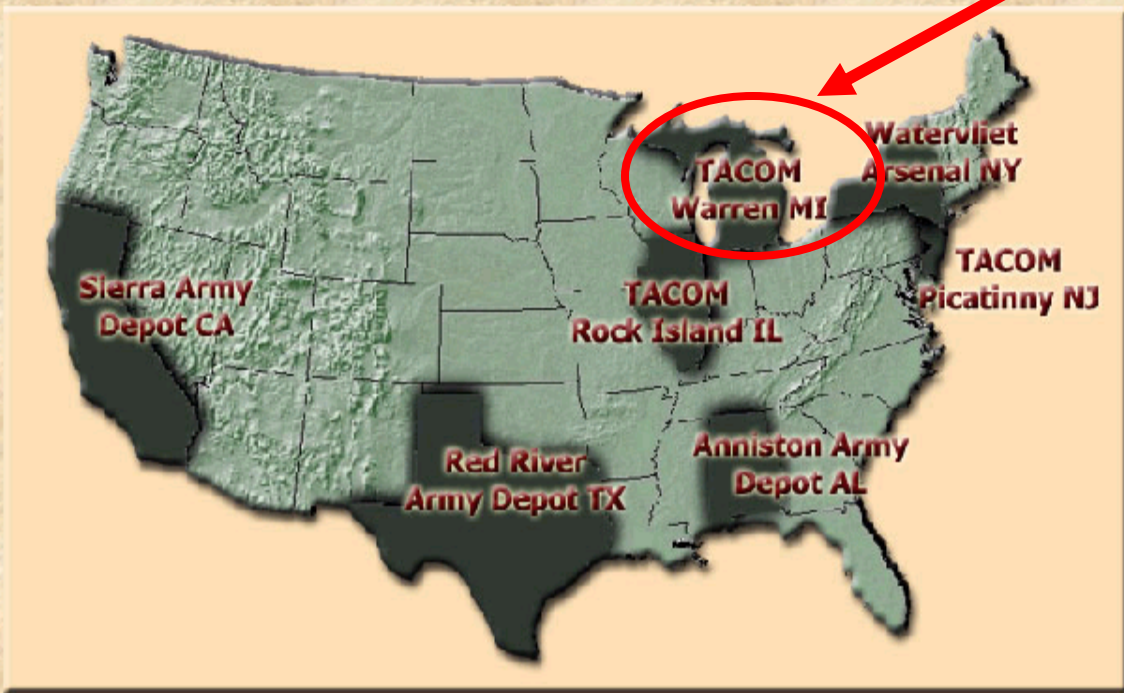 Watervliet
Arsenal NY
TACOM
Warren MI
TACOM
Picatinny NJ
Sierra Army
Depot CA
TACOM
Rock Island IL
Anniston Army
Depot AL
Red River
Army Depot TX